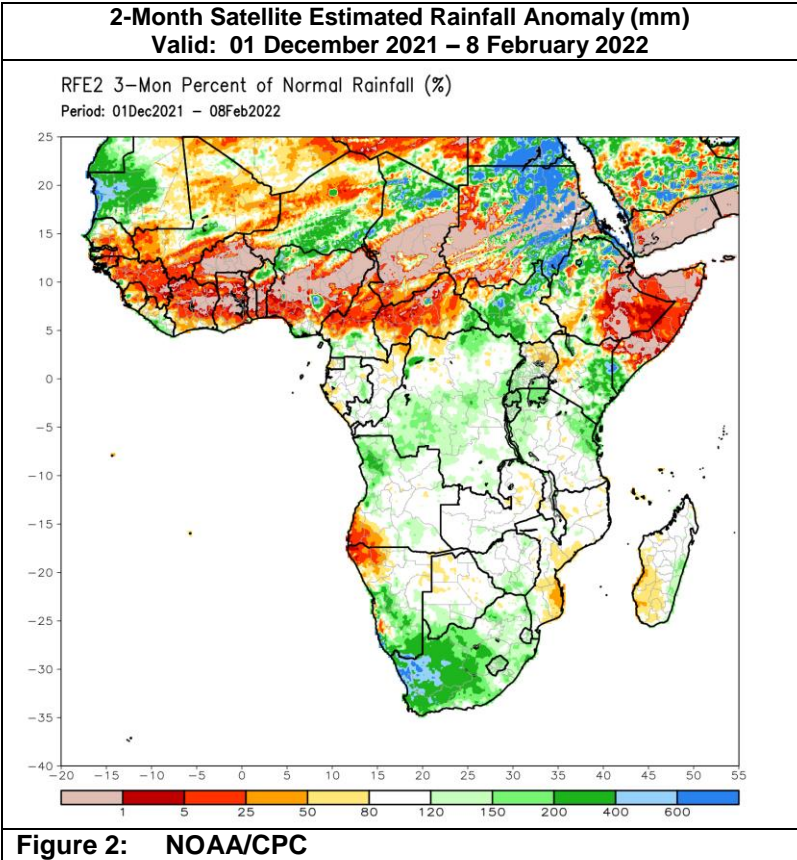 2-Month Satellite Estimated Rainfall Anomaly (mm)
Valid: 01 December 2021 – 8 February 2022
RFE2 3-Mon Percent of Normal Rainfall (%)
Period: 01Dec2021 – 08Feb2022
25
20
15
10
5
0
-5
-10
-15
-20
-25
-30
-35
-40
-20 -15 -10 -5 0 5 10 15 20 25 30 35 40 45 50 55
1 5 25 50 80 120 150 200 400 600
Figure 2: NOAA/CPC